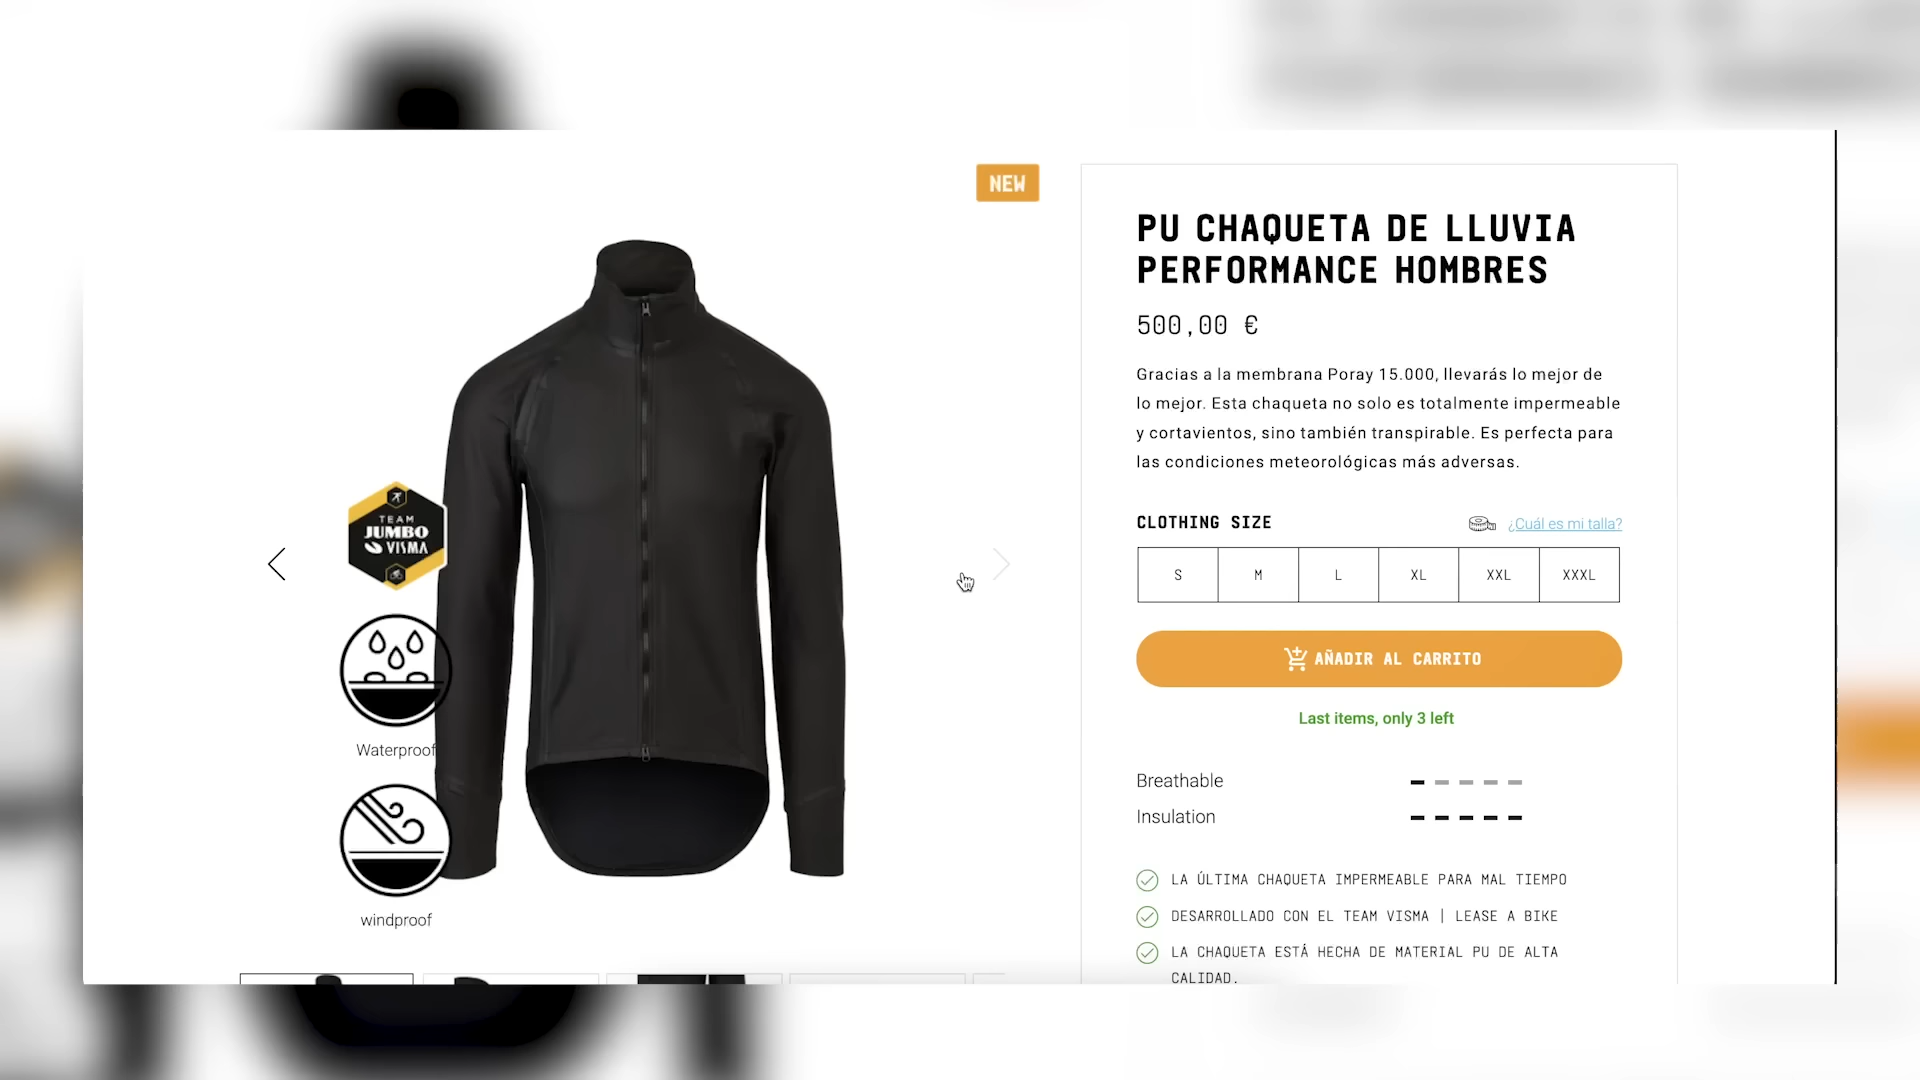 NEW
TEAM
JUMBO
VISMA
Waterproof
windproof
PU CHAQUETA DE LLUVIA
PERFORMANCE HOMBRES
500,00 €
Gracias a la membrana Poray 15.000, llevarás lo mejor de
lo mejor. Esta chaqueta no solo es totalmente impermeable
y cortavientos, sino también transpirable. Es perfecta para
las condiciones meteorológicas más adversas.
CLOTHING SIZE
¿Cuál es mi talla?
S M L XL XXL XXXL
AÑADIR AL CARRITO
Last items, only 3 left
Breathable
Insulation
LA ÚLTIMA CHAQUETA IMPERMEABLE PARA MAL TIEMPO
DESARROLLADO CON EL TEAM VISMA | LEASE A BIKE
LA CHAQUETA ESTÁ HECHA DE MATERIAL PU DE ALTA
CALIDAD.